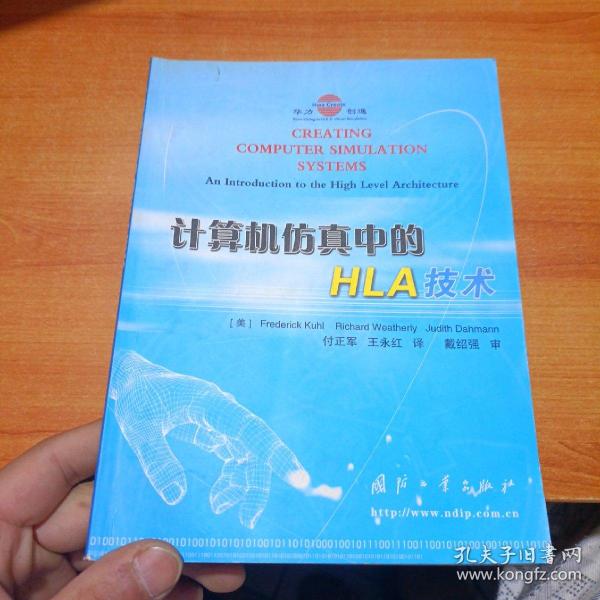 华力 Hwa Create 创通
CREATING
COMPUTER SIMULATION
SYSTEMS
An Introduction to the High Level Architecture
计算机仿真中的
HLA技术
[美] Frederick Kuhl Richard Weatherly Judith Dahmann
付正军 王永红 译 戴绍强 审
国防工业出版社
http://www.ndip.com.cn
孔夫子旧书网
www.kongfz.com